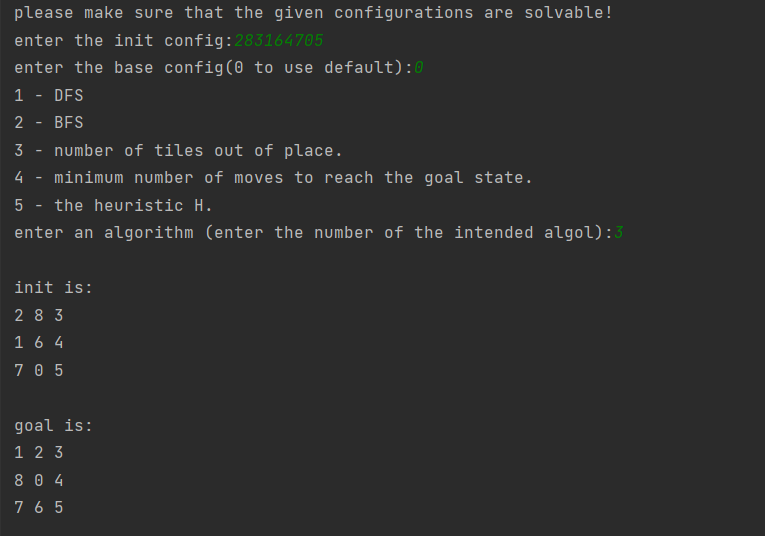 please make sure that the given configurations are solvable!
enter the init config:283164705
enter the base config(0 to use default):0
1 - DFS
2 - BFS
3 - number of tiles out of place.
4 - minimum number of moves to reach the goal state.
5 - the heuristic H.
enter an algorithm (enter the number of the intended algol):3
init is:
2 8 3
1 6 4
7 0 5
goal is:
1 2 3
8 0 4
7 6 5